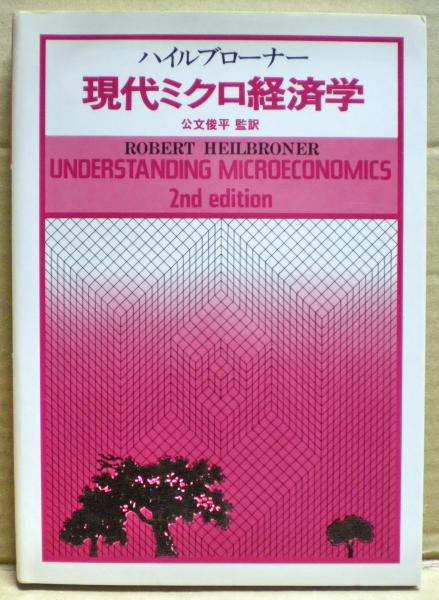 ハイルブローナー
現代ミクロ経済学
公文俊平 監訳
ROBERT HEILBRONER
UNDERSTANDING MICROECONOMICS
2nd edition